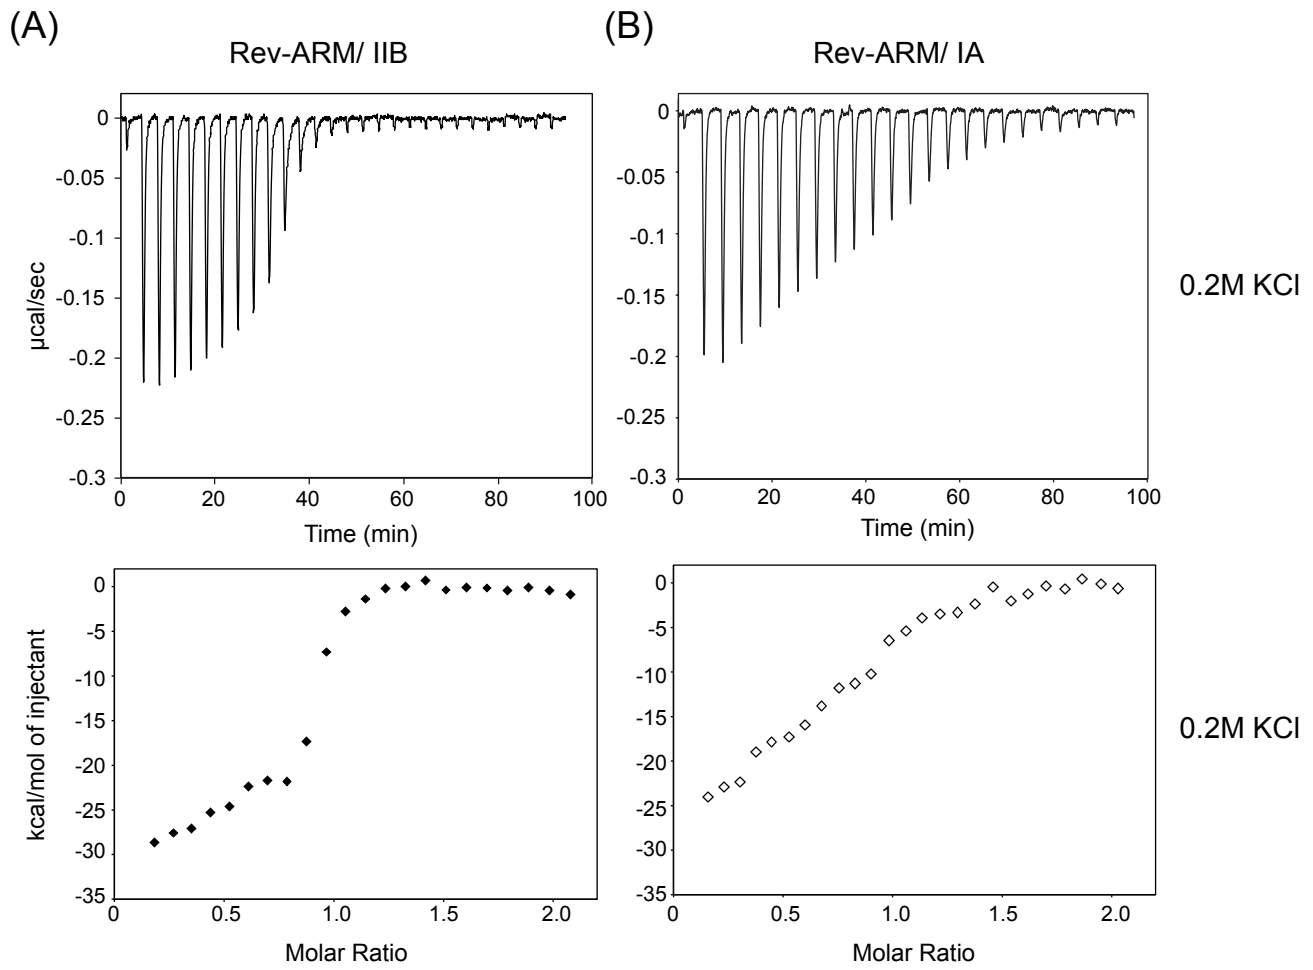 (A)
Rev-ARM/ IIB
0
-0.05
-0.1
-0.15
-0.2
-0.25
-0.3
µcal/sec
0 20 40 60 80 100
Time (min)
(B)
Rev-ARM/ IA
0
-0.05
-0.1
-0.15
-0.2
-0.25
-0.3
0 20 40 60 80 100
Time (min)
0.2M KCl
0
-5
-10
-15
-20
-25
-30
-35
kcal/mol of injectant
0 0.5 1.0 1.5 2.0
Molar Ratio
0
-5
-10
-15
-20
-25
-30
-35
0 0.5 1.0 1.5 2.0
Molar Ratio
0.2M KCl